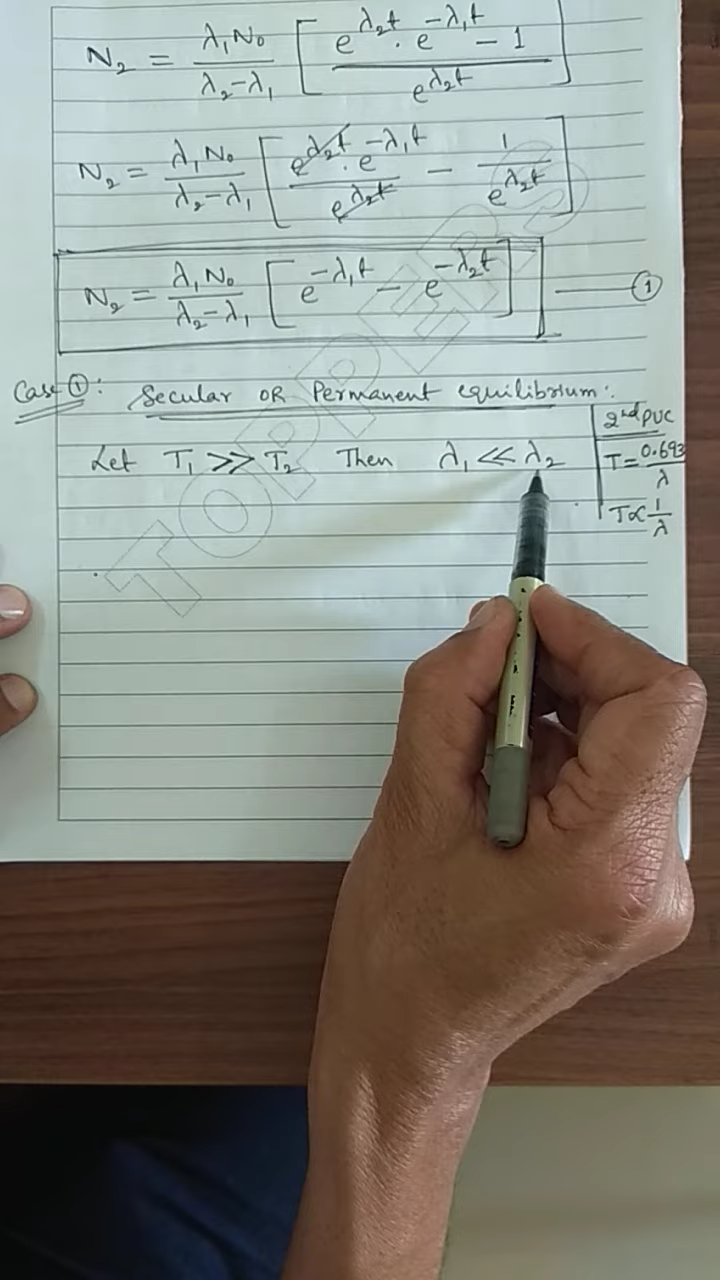 N₂ = λ₁N₀ / λ₂-λ₁ [ e^λ₂t · e^-λ₁t - 1 / e^λ₂t ]
N₂ = λ₁N₀ / λ₂-λ₁ [ e^λ₂t · e^-λ₁t / e^λ₂t - 1 / e^λ₂t ]
N₂ = λ₁N₀ / λ₂-λ₁ [ e^-λ₁t - e^-λ₂t ] — ①
Case ①: Secular OR Permanent equilibrium:
Let T₁ >> T₂ Then λ₁ << λ₂
2nd PUC
T = 0.693 / λ
T ∝ 1 / λ
TOPPERS